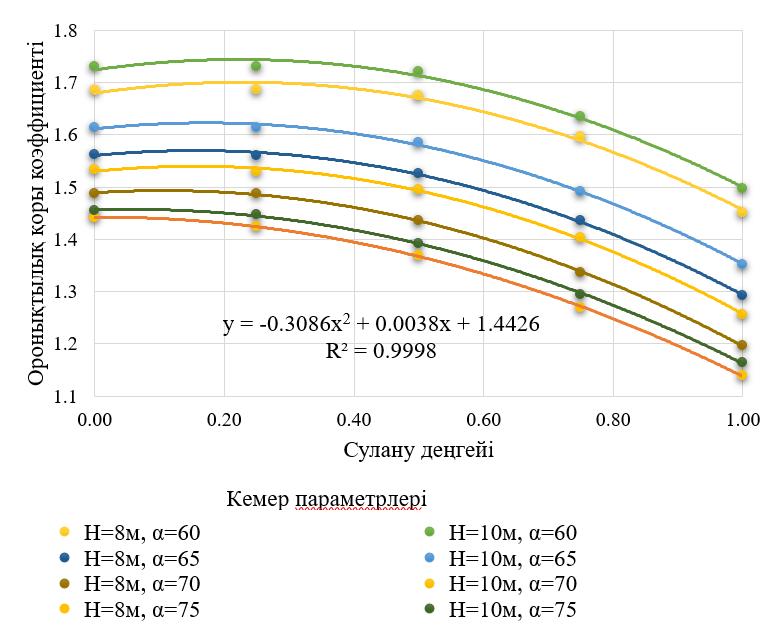 1.8
1.7
1.6
1.5
1.4
1.3
1.2
1.1
Оронықтылық қоры коэффициенті
y = -0.3086x² + 0.0038x + 1.4426
R² = 0.9998
0.00 0.20 0.40 0.60 0.80 1.00
Сулану деңгейі
Кемер параметрлері
Н=8м, α=60 Н=10м, α=60
Н=8м, α=65 Н=10м, α=65
Н=8м, α=70 Н=10м, α=70
Н=8м, α=75 Н=10м, α=75